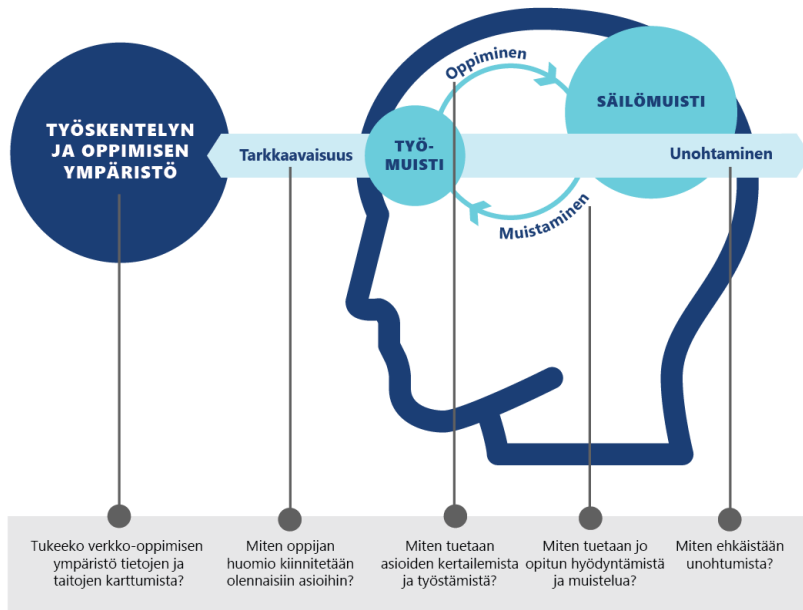 TYÖSKENTELYN
JA OPPIMISEN
YMPÄRISTÖ
Tarkkaavaisuus
TYÖ-
MUISTI
Oppiminen
Muistaminen
SÄILÖMUISTI
Unohtaminen
Tukeeko verkko-oppimisen
ympäristö tietojen ja
taitojen karttumista?
Miten oppijan
huomio kiinnitetään
olennaisiin asioihin?
Miten tuetaan
asioiden kertailemista
ja työstämistä?
Miten tuetaan jo
opitun hyödyntämistä
ja muistelua?
Miten ehkäistään
unohtumista?